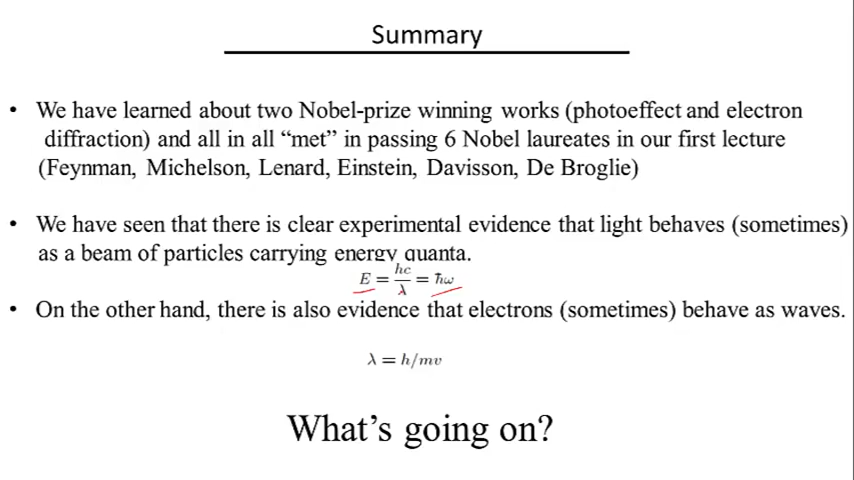 Summary
• We have learned about two Nobel-prize winning works (photoeffect and electron
diffraction) and all in all “met” in passing 6 Nobel laureates in our first lecture
(Feynman, Michelson, Lenard, Einstein, Davisson, De Broglie)
• We have seen that there is clear experimental evidence that light behaves (sometimes)
as a beam of particles carrying energy quanta.
E = hc/λ = ħω
• On the other hand, there is also evidence that electrons (sometimes) behave as waves.
λ = h/mv
What’s going on?